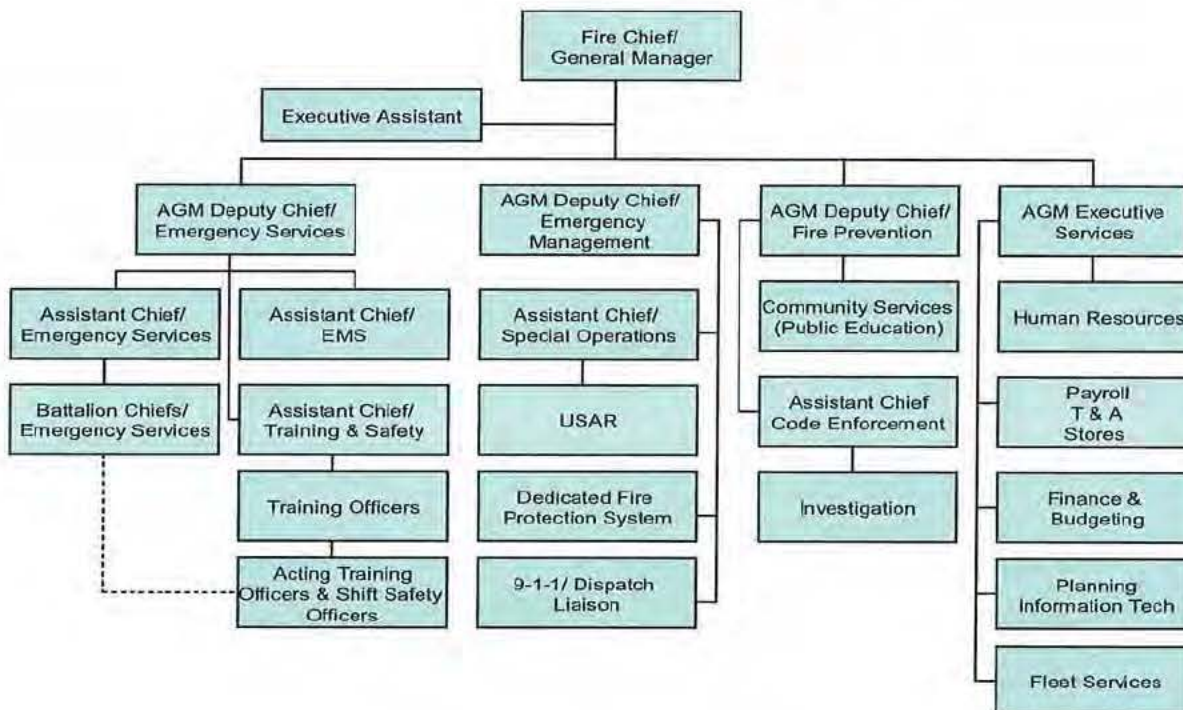 Fire Chief/
General Manager
Executive Assistant
AGM Deputy Chief/
Emergency Services
AGM Deputy Chief/
Emergency
Management
AGM Deputy Chief/
Fire Prevention
AGM Executive
Services
Assistant Chief/
Emergency Services
Assistant Chief/
EMS
Assistant Chief/
Special Operations
Community Services
(Public Education)
Human Resources
Battalion Chiefs/
Emergency Services
Assistant Chief/
Training & Safety
USAR
Assistant Chief
Code Enforcement
Payroll
T & A
Stores
Training Officers
Dedicated Fire
Protection System
Investigation
Finance &
Budgeting
Acting Training
Officers & Shift Safety
Officers
9-1-1/ Dispatch
Liaison
Planning
Information Tech
Fleet Services